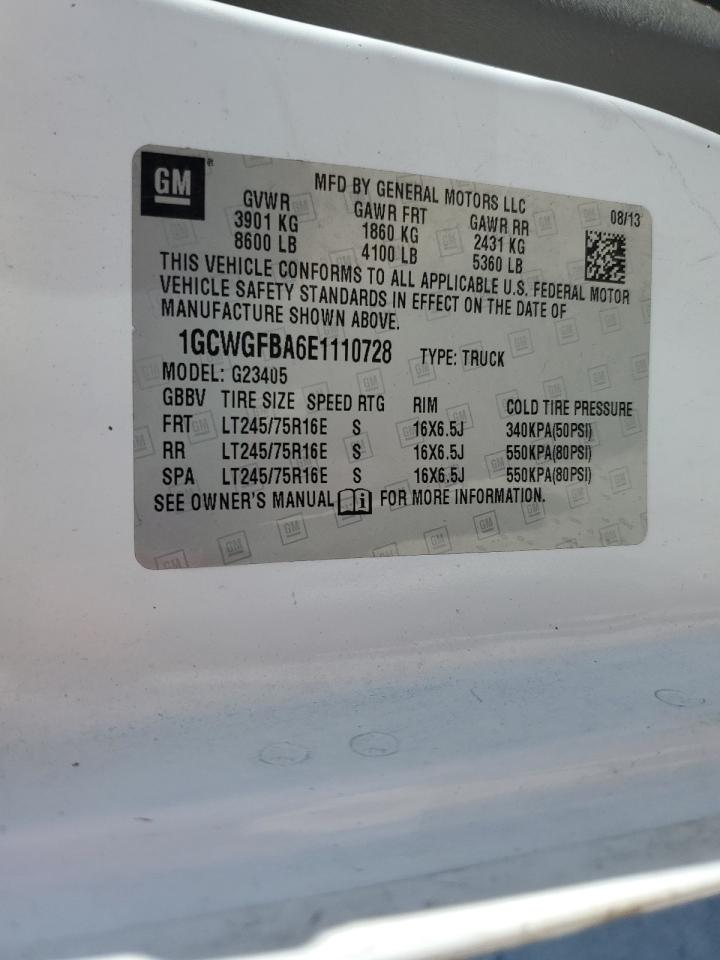 GM
MFD BY GENERAL MOTORS LLC
08/13
GVWR GAWR FRT GAWR RR
3901 KG 1860 KG 2431 KG
8600 LB 4100 LB 5360 LB
THIS VEHICLE CONFORMS TO ALL APPLICABLE U.S. FEDERAL MOTOR
VEHICLE SAFETY STANDARDS IN EFFECT ON THE DATE OF
MANUFACTURE SHOWN ABOVE.
1GCWGFBA6E1110728 TYPE: TRUCK
MODEL: G23405
GBBV TIRE SIZE SPEED RTG RIM COLD TIRE PRESSURE
FRT LT245/75R16E S 16X6.5J 340KPA(50PSI)
RR LT245/75R16E S 16X6.5J 550KPA(80PSI)
SPA LT245/75R16E S 16X6.5J 550KPA(80PSI)
SEE OWNER'S MANUAL i FOR MORE INFORMATION.